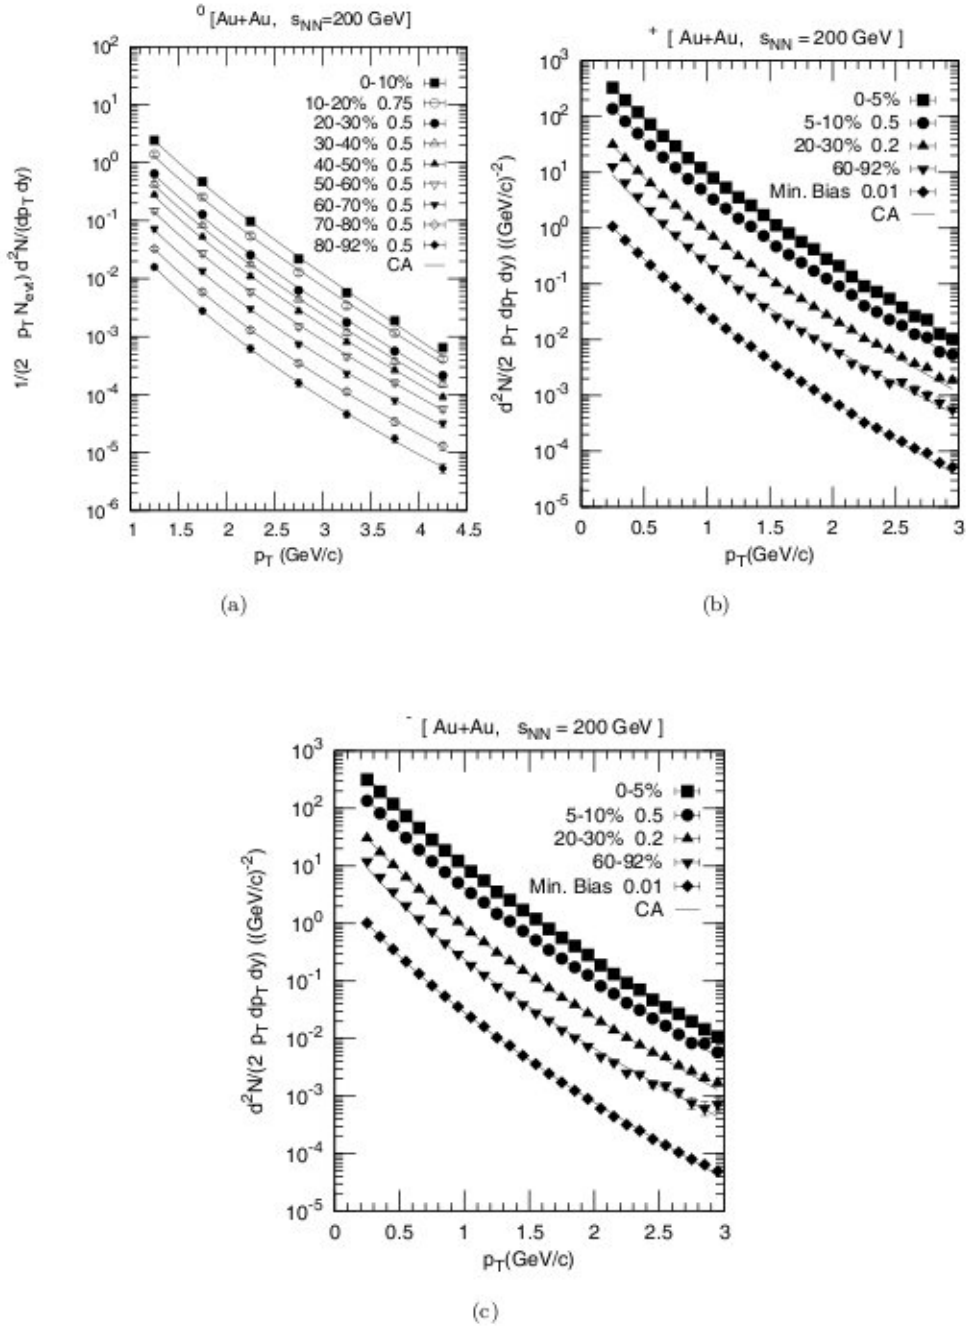 0 [Au+Au, sNN=200 GeV]
10^2
10^1
10^0
10^-1
10^-2
10^-3
10^-4
10^-5
10^-6
1/(2 pT Nevt) d^2N/(dpT dy)
0-10%
10-20% 0.75
20-30% 0.5
30-40% 0.5
40-50% 0.5
50-60% 0.5
60-70% 0.5
70-80% 0.5
80-92% 0.5
CA
1 1.5 2 2.5 3 3.5 4 4.5
pT (GeV/c)
(a)
+ [ Au+Au, sNN = 200 GeV ]
10^3
10^2
10^1
10^0
10^-1
10^-2
10^-3
10^-4
10^-5
d^2N/(2 pT dpT dy) ((GeV/c)^-2)
0-5%
5-10% 0.5
20-30% 0.2
60-92%
Min. Bias 0.01
CA
0 0.5 1 1.5 2 2.5 3
pT(GeV/c)
(b)
- [ Au+Au, sNN = 200 GeV ]
10^3
10^2
10^1
10^0
10^-1
10^-2
10^-3
10^-4
10^-5
d^2N/(2 pT dpT dy) ((GeV/c)^-2)
0-5%
5-10% 0.5
20-30% 0.2
60-92%
Min. Bias 0.01
CA
0 0.5 1 1.5 2 2.5 3
pT(GeV/c)
(c)